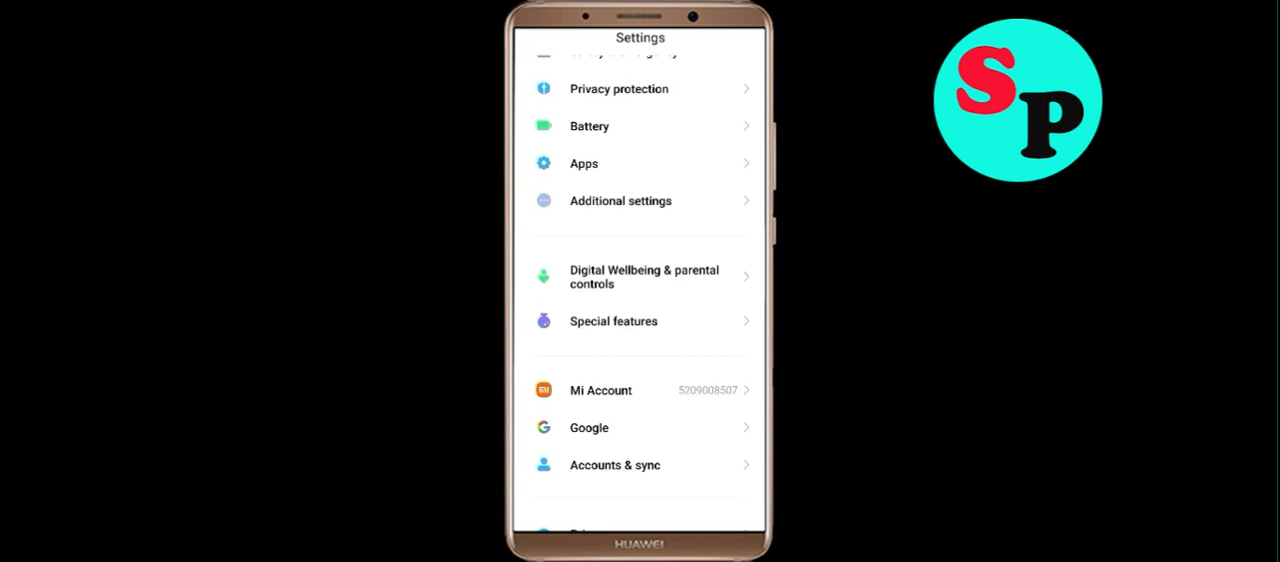 Settings
Privacy protection
Battery
Apps
Additional settings
Digital Wellbeing & parental
controls
Special features
Mi Account 5209008507
Google
Accounts & sync
HUAWEI
SP